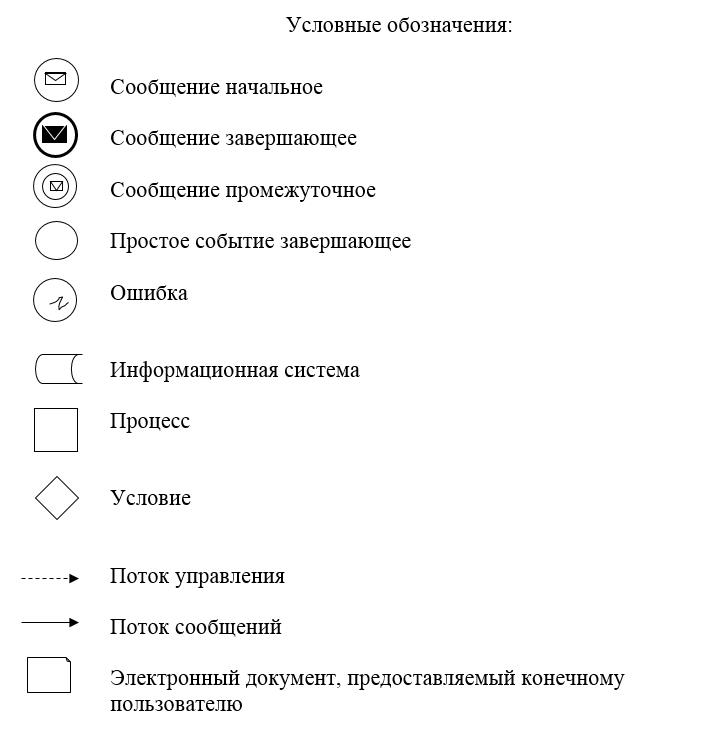 Условные обозначения:
Сообщение начальное
Сообщение завершающее
Сообщение промежуточное
Простое событие завершающее
Ошибка
Информационная система
Процесс
Условие
Поток управления
Поток сообщений
Электронный документ, предоставляемый конечному
пользователю